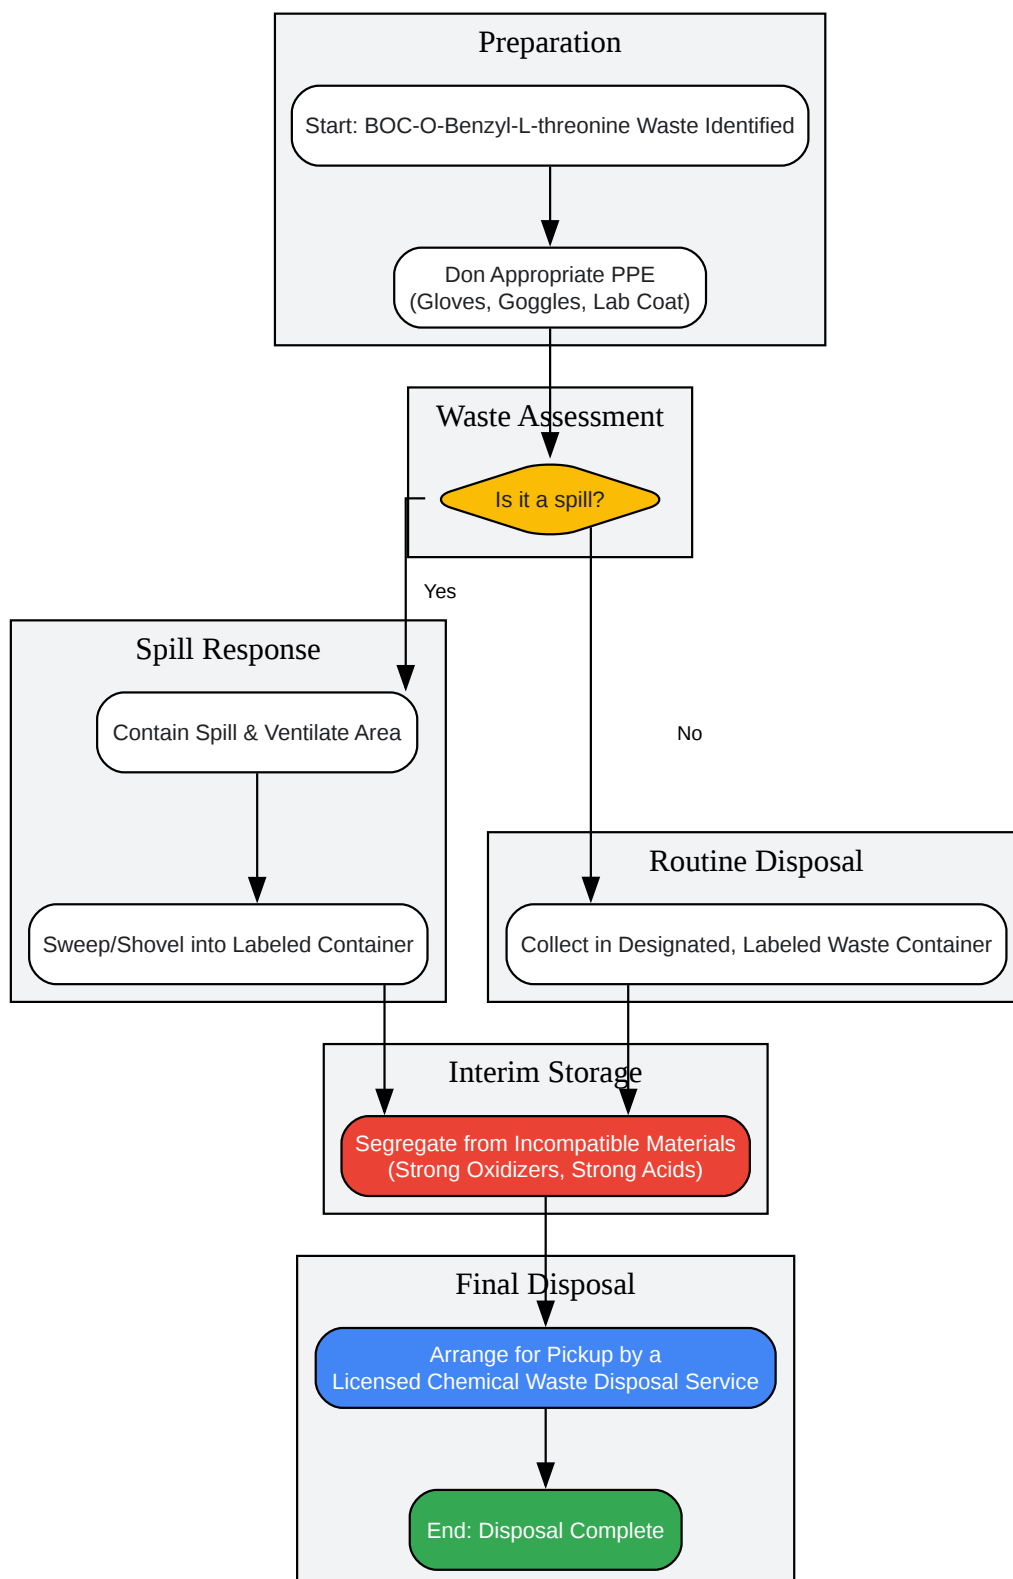 Preparation
Start: BOC-O-Benzyl-L-threonine Waste Identified
Don Appropriate PPE
(Gloves, Goggles, Lab Coat)
Waste Assessment
Is it a spill?
Yes
Spill Response
Contain Spill & Ventilate Area
No
Routine Disposal
Sweep/Shovel into Labeled Container
Collect in Designated, Labeled Waste Container
Interim Storage
Segregate from Incompatible Materials
(Strong Oxidizers, Strong Acids)
Final Disposal
Arrange for Pickup by a
Licensed Chemical Waste Disposal Service
End: Disposal Complete